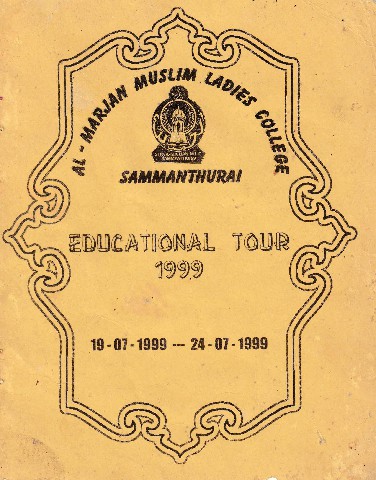 AL - MARJAN MUSLIM LADIES COLLEGE
SAMMANTHURAI
EDUCATIONAL TOUR
1999
19 - 07 - 1999 --- 24 - 07 - 1999